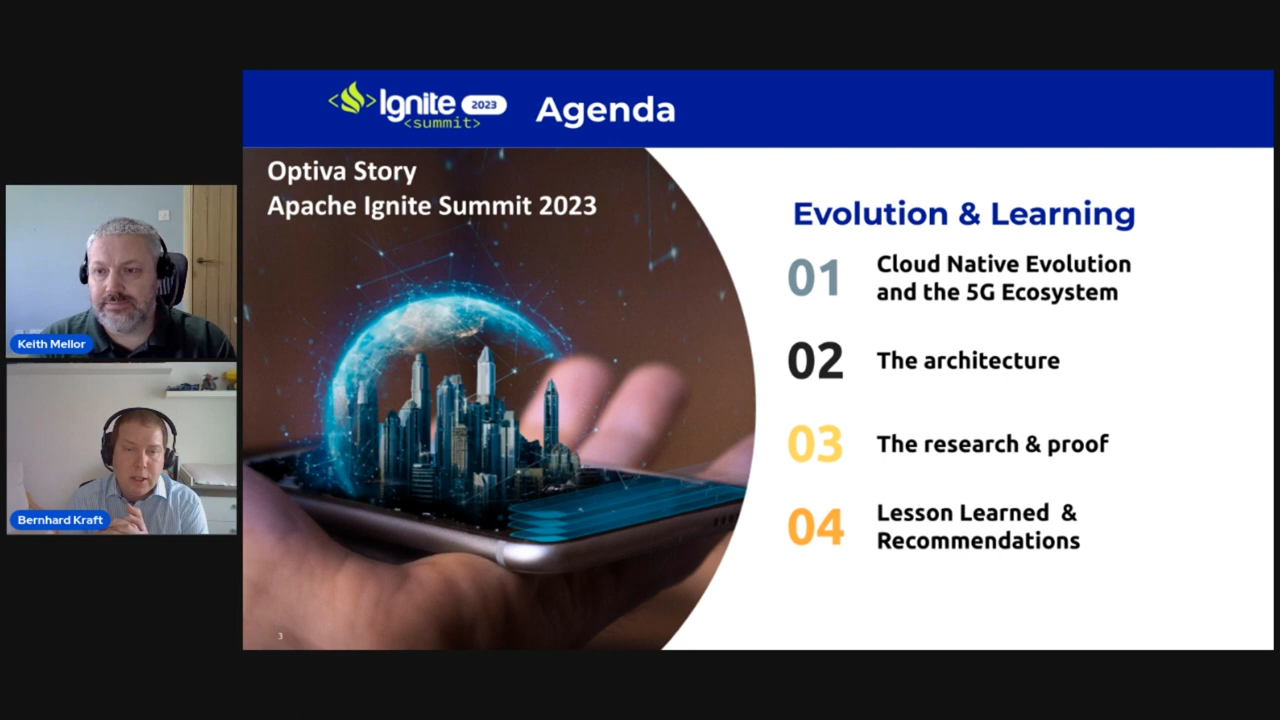 <Ignite 2023
<summit>
Agenda
Optiva Story
Apache Ignite Summit 2023
Keith Mellor
Bernhard Kraft
Evolution & Learning
01 Cloud Native Evolution
and the 5G Ecosystem
02 The architecture
03 The research & proof
04 Lesson Learned &
Recommendations
3